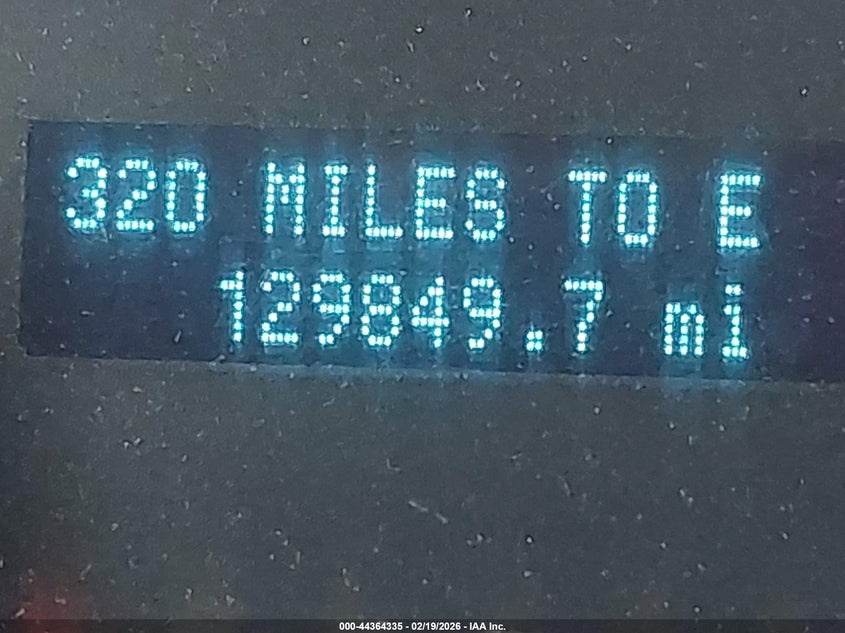 320 MILES TO E
129849.7 mi
000-44364335 - 02/19/2026 - IAA Inc.